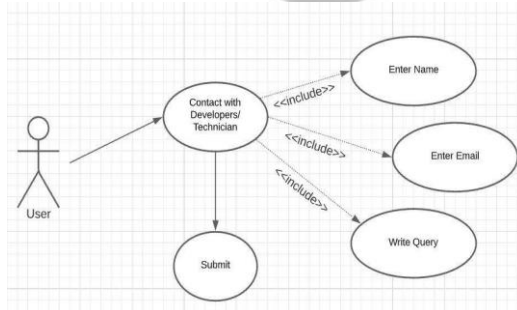 Enter Name
Contact with
Developers/
Technician
<<include>>
<<include>>
Enter Email
<<include>>
User
Write Query
Submit